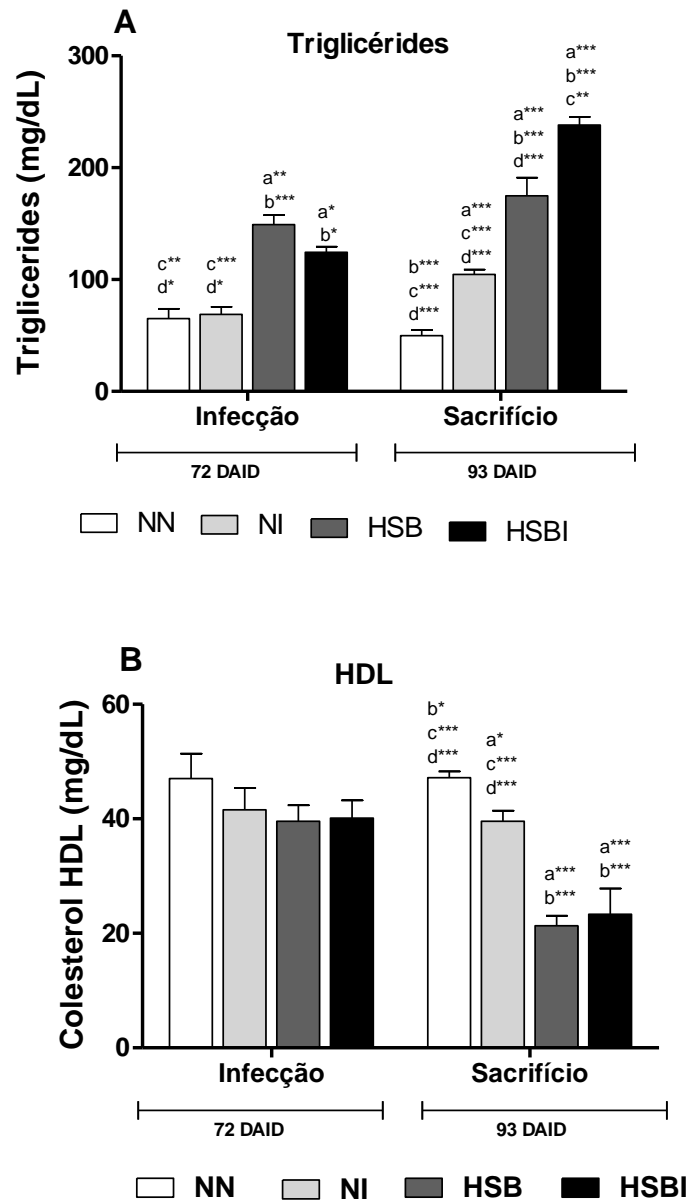 A
Triglicérides
Triglicerides (mg/dL)
300
200
100
0
c**
d*
c***
d*
a**
b***
a*
b*
b***
c***
d***
a***
c***
d***
a***
b***
d***
a***
b***
c**
Infecção
Sacrifício
72 DAID
93 DAID
NN
NI
HSB
HSBI
B
HDL
Colesterol HDL (mg/dL)
60
40
20
0
b*
c***
d***
a*
c***
d***
a***
b***
a***
b***
Infecção
Sacrifício
72 DAID
93 DAID
NN
NI
HSB
HSBI